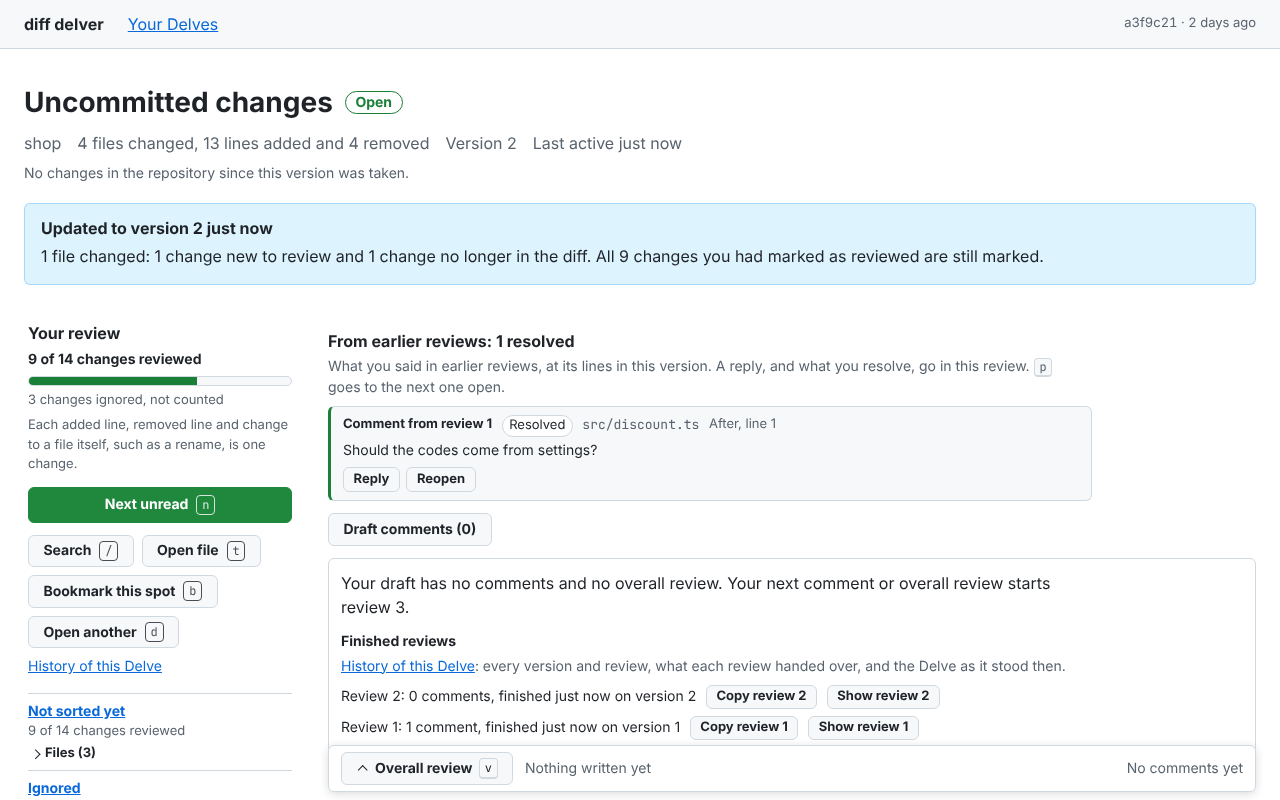 diff delver Your Delves a3f9c21 · 2 days ago
Uncommitted changes Open
shop 4 files changed, 13 lines added and 4 removed Version 2 Last active just now
No changes in the repository since this version was taken.
Updated to version 2 just now
1 file changed: 1 change new to review and 1 change no longer in the diff. All 9 changes you had marked as reviewed are still marked.
Your review
9 of 14 changes reviewed
3 changes ignored, not counted
Each added line, removed line and change
to a file itself, such as a rename, is one
change.
Next unread n
Search / Open file t
Bookmark this spot b
Open another d
History of this Delve
Not sorted yet
9 of 14 changes reviewed
Files (3)
Ignored
From earlier reviews: 1 resolved
What you said in earlier reviews, at its lines in this version. A reply, and what you resolve, go in this review. p
goes to the next one open.
Comment from review 1 Resolved src/discount.ts After, line 1
Should the codes come from settings?
Reply Reopen
Draft comments (0)
Your draft has no comments and no overall review. Your next comment or overall review starts
review 3.
Finished reviews
History of this Delve: every version and review, what each review handed over, and the Delve as it stood then.
Review 2: 0 comments, finished just now on version 2 Copy review 2 Show review 2
Review 1: 1 comment, finished just now on version 1 Copy review 1 Show review 1
Overall review v Nothing written yet No comments yet